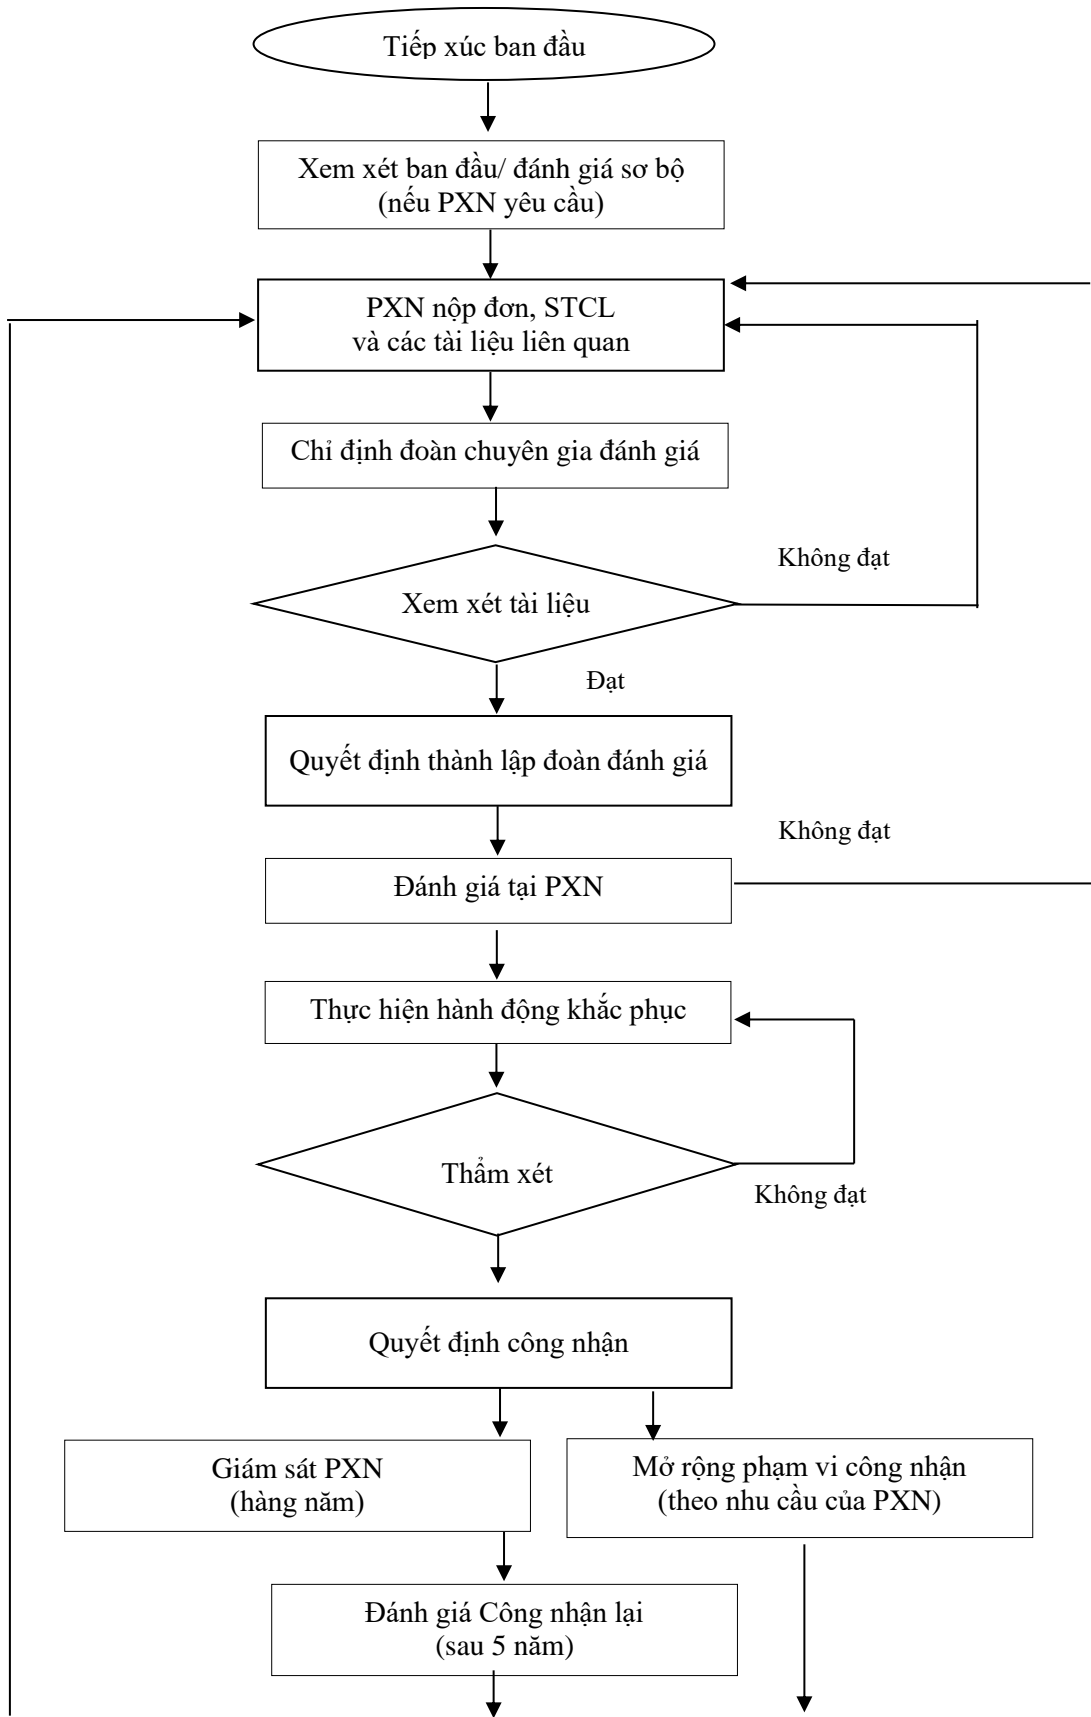 Tiếp xúc ban đầu
Xem xét ban đầu/ đánh giá sơ bộ
(nếu PXN yêu cầu)
PXN nộp đơn, STCL
và các tài liệu liên quan
Chỉ định đoàn chuyên gia đánh giá
Không đạt
Xem xét tài liệu
Đạt
Quyết định thành lập đoàn đánh giá
Không đạt
Đánh giá tại PXN
Thực hiện hành động khắc phục
Thẩm xét
Không đạt
Quyết định công nhận
Giám sát PXN
(hàng năm)
Mở rộng phạm vi công nhận
(theo nhu cầu của PXN)
Đánh giá Công nhận lại
(sau 5 năm)